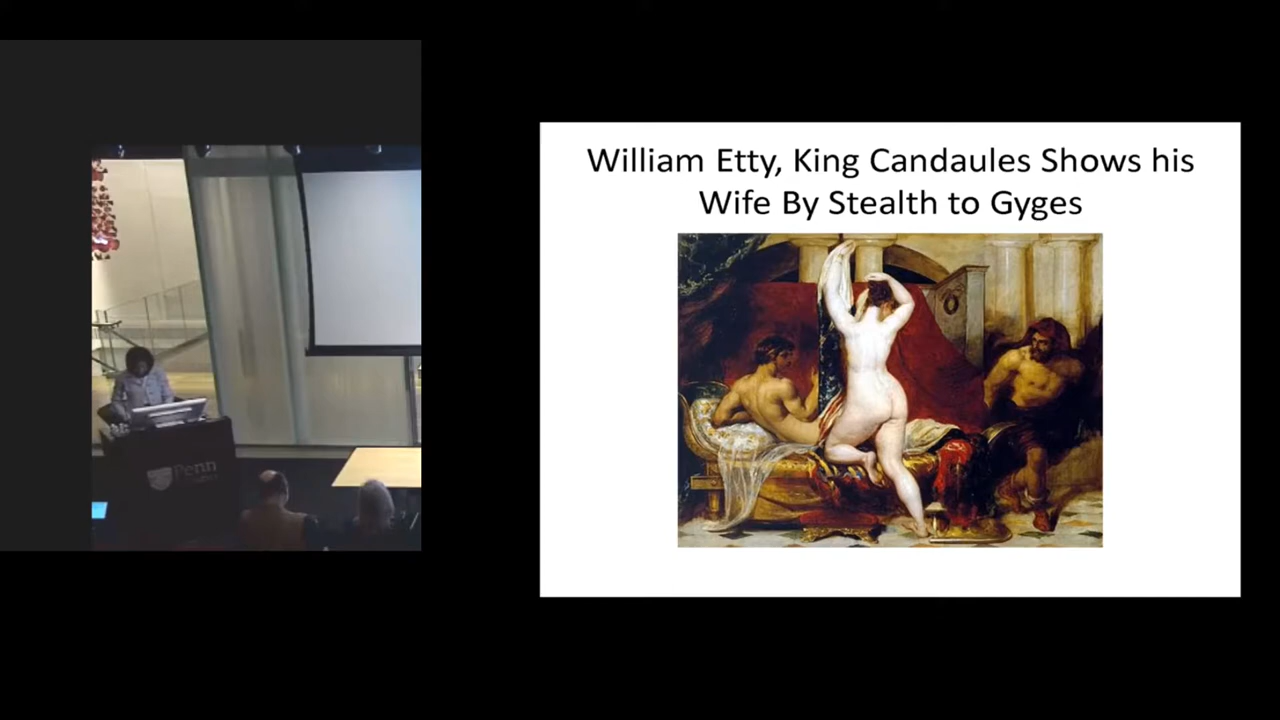 William Etty, King Candaules Shows his
Wife By Stealth to Gyges
Penn